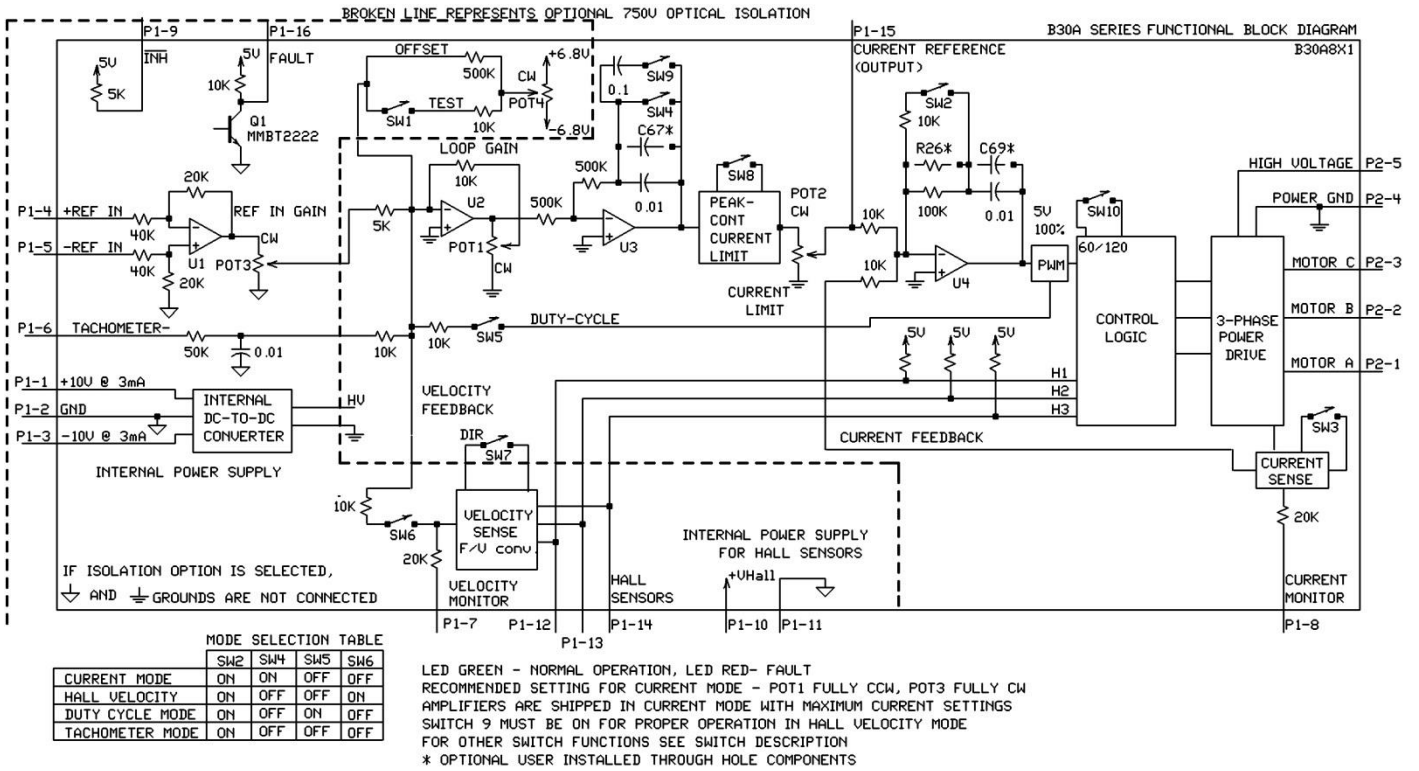 BROKEN LINE REPRESENTS OPTIONAL 750V OPTICAL ISOLATION
P1-9
P1-16
P1-15
B30A SERIES FUNCTIONAL BLOCK DIAGRAM
B30A8X1
5V
INH
5K
5V
FAULT
10K
Q1
MMBT2222
OFFSET
500K
SW1
TEST
10K
CW
POT4
+6.8V
-6.8V
SW9
0.1
SW4
C67*
0.01
CURRENT REFERENCE
(OUTPUT)
SW2
10K
R26*
C69*
100K
0.01
HIGH VOLTAGE P2-5
POWER GND P2-4
MOTOR C P2-3
MOTOR B P2-2
MOTOR A P2-1
P1-4 +REF IN
P1-5 -REF IN
40K
40K
20K
20K
U1
REF IN GAIN
CW
POT3
5K
LOOP GAIN
10K
U2
POT1
CW
500K
500K
U3
SW8
PEAK-
CONT
CURRENT
LIMIT
POT2
CW
CURRENT
LIMIT
10K
10K
U4
5V
100%
PWM
SW10
60/120
CONTROL
LOGIC
3-PHASE
POWER
DRIVE
P1-6 TACHOMETER-
50K
0.01
10K
10K
SW5
DUTY-CYCLE
5V
5V
5V
H1
H2
H3
P1-1 +10V @ 3mA
P1-2 GND
P1-3 -10V @ 3mA
INTERNAL
DC-TO-DC
CONVERTER
HV
INTERNAL POWER SUPPLY
VELOCITY
FEEDBACK
DIR
SW7
CURRENT FEEDBACK
SW3
CURRENT
SENSE
20K
10K
SW6
20K
VELOCITY
SENSE
F/V conv.
INTERNAL POWER SUPPLY
FOR HALL SENSORS
+VHall
IF ISOLATION OPTION IS SELECTED,
AND
GROUNDS ARE NOT CONNECTED
VELOCITY
MONITOR
HALL
SENSORS
CURRENT
MONITOR
P1-7
P1-12
P1-13
P1-14
P1-10
P1-11
P1-8
MODE SELECTION TABLE
SW2 SW4 SW5 SW6
CURRENT MODE ON ON OFF OFF
HALL VELOCITY ON OFF OFF ON
DUTY CYCLE MODE ON OFF ON OFF
TACHOMETER MODE ON OFF OFF OFF
LED GREEN - NORMAL OPERATION, LED RED- FAULT
RECOMMENDED SETTING FOR CURRENT MODE - POT1 FULLY CCW, POT3 FULLY CW
AMPLIFIERS ARE SHIPPED IN CURRENT MODE WITH MAXIMUM CURRENT SETTINGS
SWITCH 9 MUST BE ON FOR PROPER OPERATION IN HALL VELOCITY MODE
FOR OTHER SWITCH FUNCTIONS SEE SWITCH DESCRIPTION
* OPTIONAL USER INSTALLED THROUGH HOLE COMPONENTS